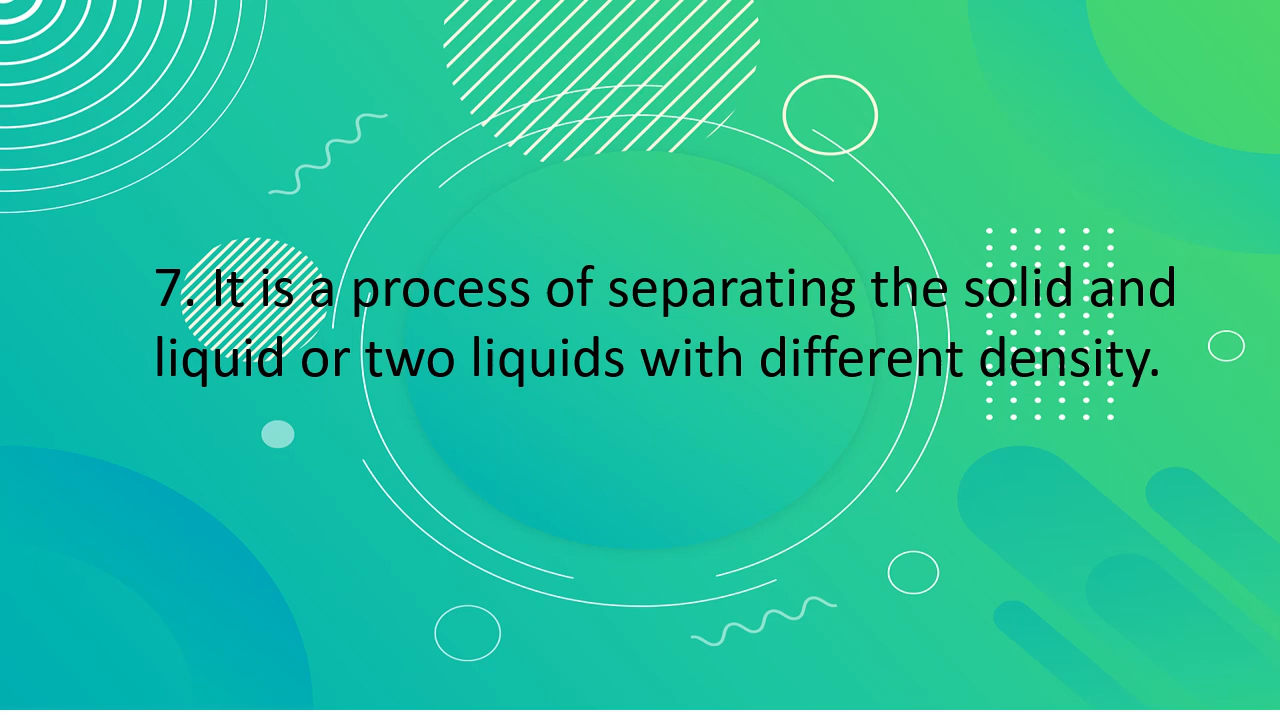 7. It is a process of separating the solid and
liquid or two liquids with different density.